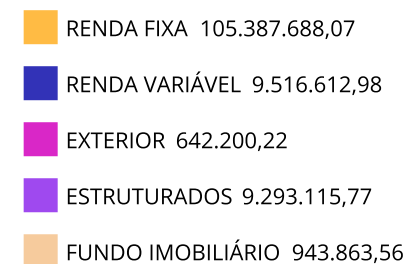 RENDA FIXA 105.387.688,07
RENDA VARIÁVEL 9.516.612,98
EXTERIOR 642.200,22
ESTRUTURADOS 9.293.115,77
FUNDO IMOBILIÁRIO 943.863,56